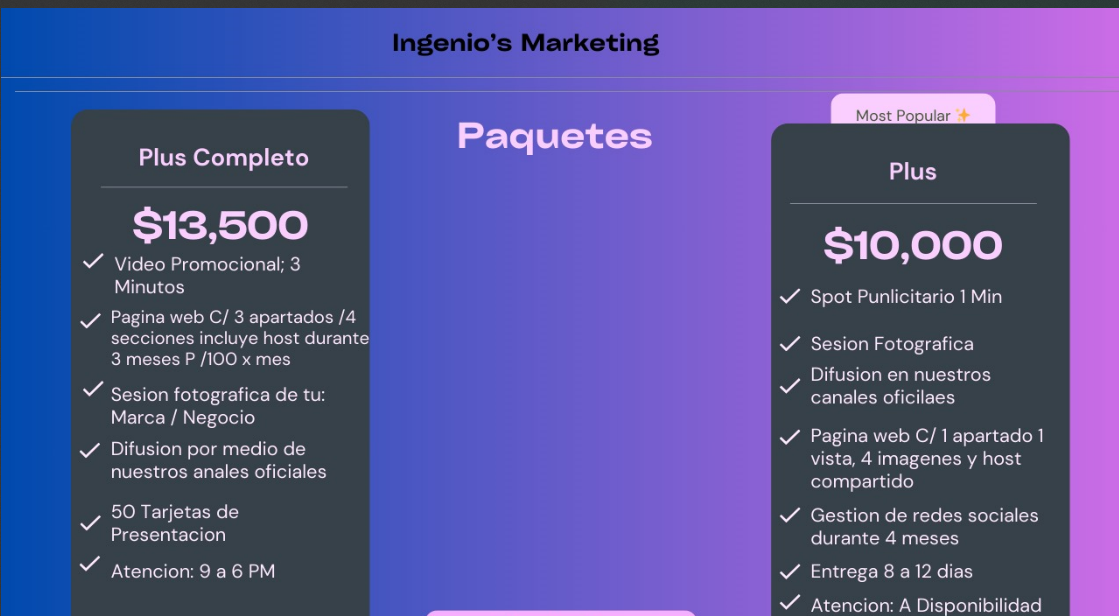 Ingenio's Marketing
Paquetes
Plus Completo
$13,500
Video Promocional; 3
Minutos
Pagina web C/ 3 apartados /4
secciones incluye host durante
3 meses P /100 x mes
Sesion fotografica de tu:
Marca / Negocio
Difusion por medio de
nuestros anales oficiales
50 Tarjetas de
Presentacion
Atencion: 9 a 6 PM
Most Popular ✨
Plus
$10,000
Spot Punlicitario 1 Min
Sesion Fotografica
Difusion en nuestros
canales oficilaes
Pagina web C/ 1 apartado 1
vista, 4 imagenes y host
compartido
Gestion de redes sociales
durante 4 meses
Entrega 8 a 12 dias
Atencion: A Disponibilidad